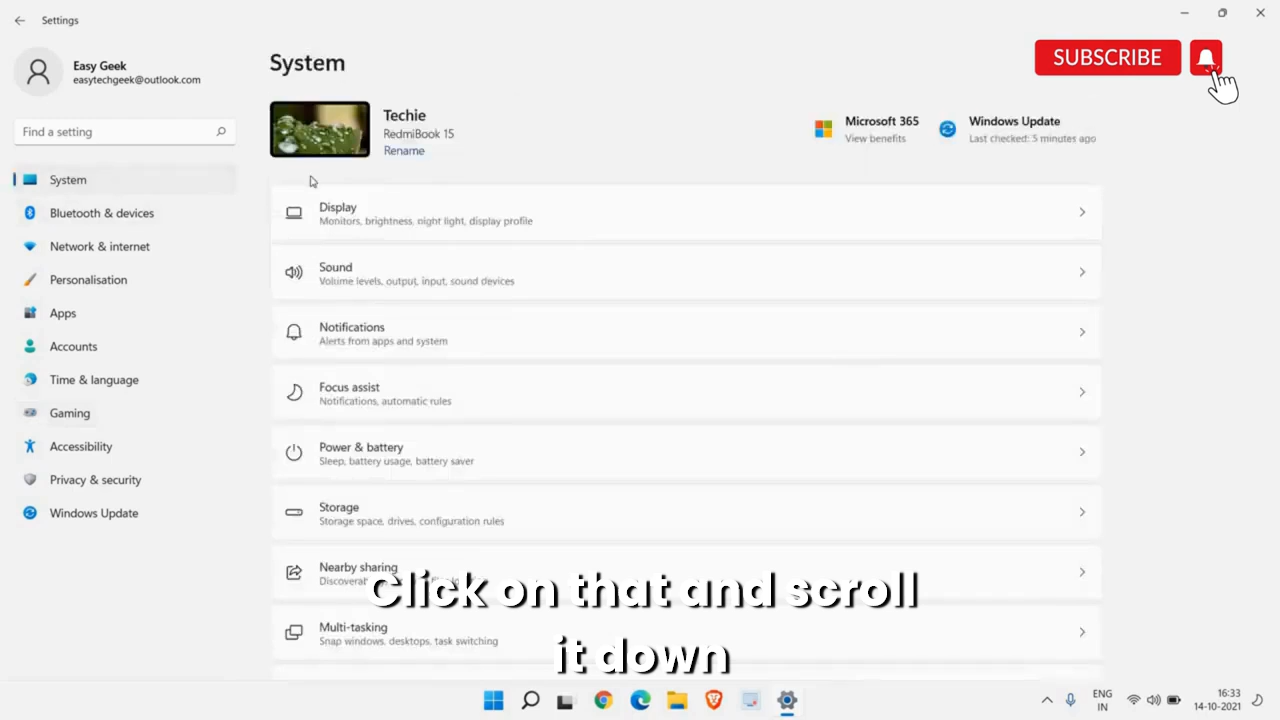 Settings
Easy Geek
easytechgeek@outlook.com
Find a setting
System
Bluetooth & devices
Network & internet
Personalisation
Apps
Accounts
Time & language
Gaming
Accessibility
Privacy & security
Windows Update
System
SUBSCRIBE
Techie
RedmiBook 15
Rename
Microsoft 365
View benefits
Windows Update
Last checked: 5 minutes ago
Display
Monitors, brightness, night light, display profile
Sound
Volume levels, output, input, sound devices
Notifications
Alerts from apps and system
Focus assist
Notifications, automatic rules
Power & battery
Sleep, battery usage, battery saver
Storage
Storage space, drives, configuration rules
Nearby sharing
Multi-tasking
Snap windows, desktops, task switching
Click on that and scroll
it down
ENG
IN
16:33
14-10-2021